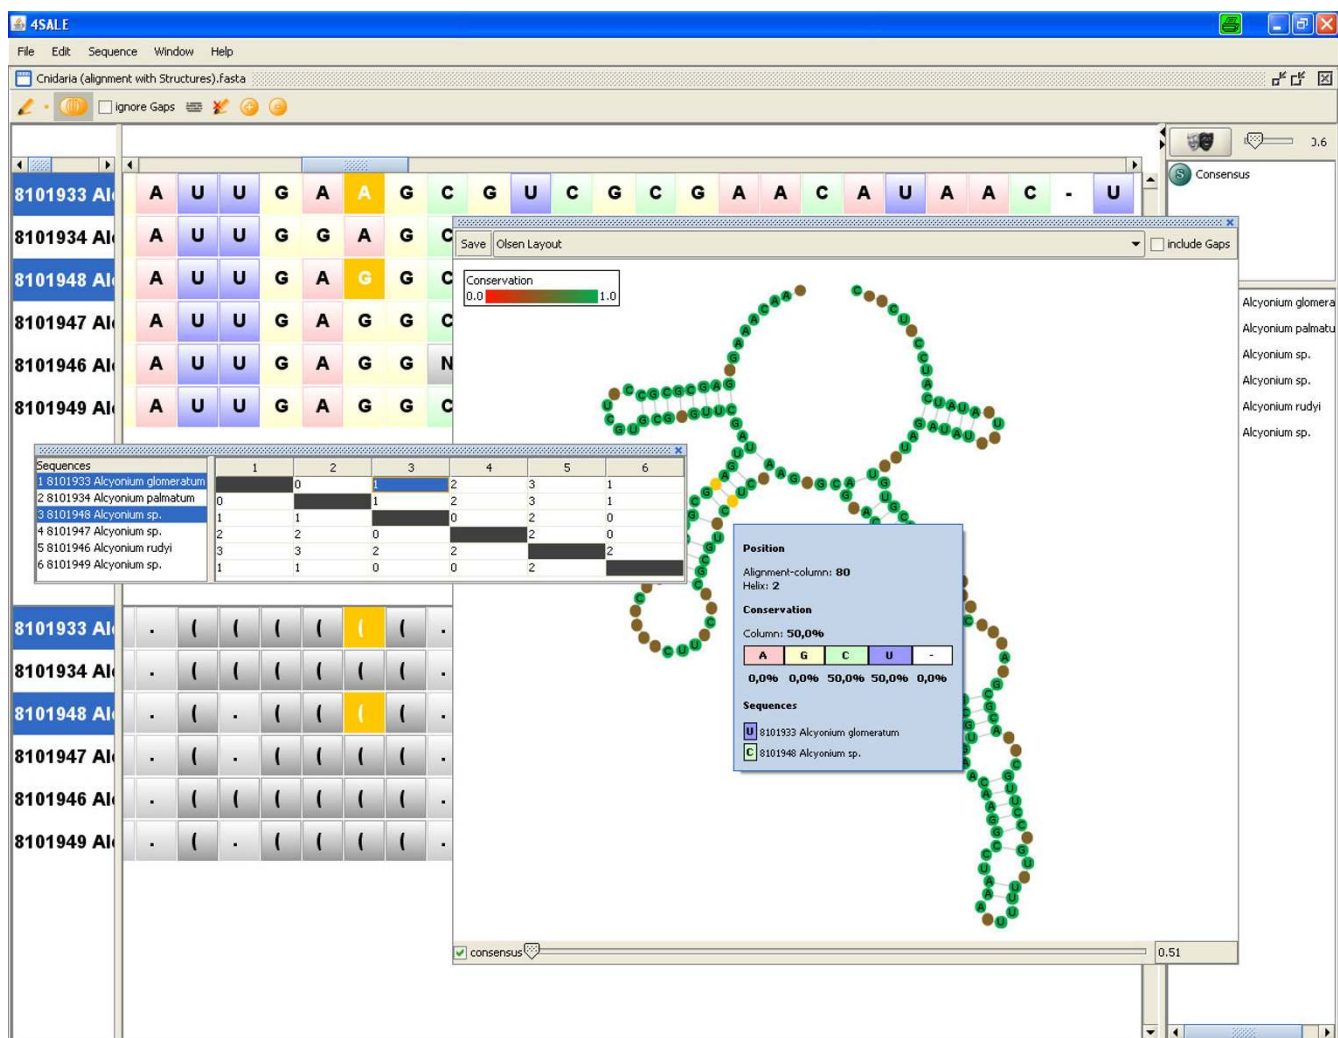 4SALE
File Edit Sequence Window Help
Cnidaria (alignment with Structures).fasta
ignore Gaps
Consensus
8101933 Al A U U G A A G C G U C G C G A A C A U A A C - U
8101934 Al A U U G G A G C
8101948 Al A U U G A G G C
8101947 Al A U U G A G G C
8101946 Al A U U G A G G N
8101949 Al A U U G A G G C
Save Olsen Layout include Gaps
Conservation
0.0 1.0
Alcyonium glomera
Alcyonium palmatu
Alcyonium sp.
Alcyonium sp.
Alcyonium rudyi
Alcyonium sp.
Sequences 1 2 3 4 5 6
1 8101933 Alcyonium glomeratum 0 1 2 3 1
2 8101934 Alcyonium palmatum 0 1 2 3 1
3 8101948 Alcyonium sp. 1 1 0 2 0
4 8101947 Alcyonium sp. 2 2 0 2 0
5 8101946 Alcyonium rudyi 3 3 2 2 2
6 8101949 Alcyonium sp. 1 1 0 0 2
Position
Alignment-column: 80
Helix: 2
Conservation
Column: 50,0%
A G C U -
0,0% 0,0% 50,0% 50,0% 0,0%
Sequences
U 8101933 Alcyonium glomeratum
C 8101948 Alcyonium sp.
8101933 Al . ( ( ( ( ( ( .
8101934 Al . ( ( ( ( ( ( .
8101948 Al . ( . ( ( ( ( .
8101947 Al . ( . ( ( ( ( .
8101946 Al . ( ( ( ( ( ( .
8101949 Al . ( . ( ( ( ( .
consensus 0.51